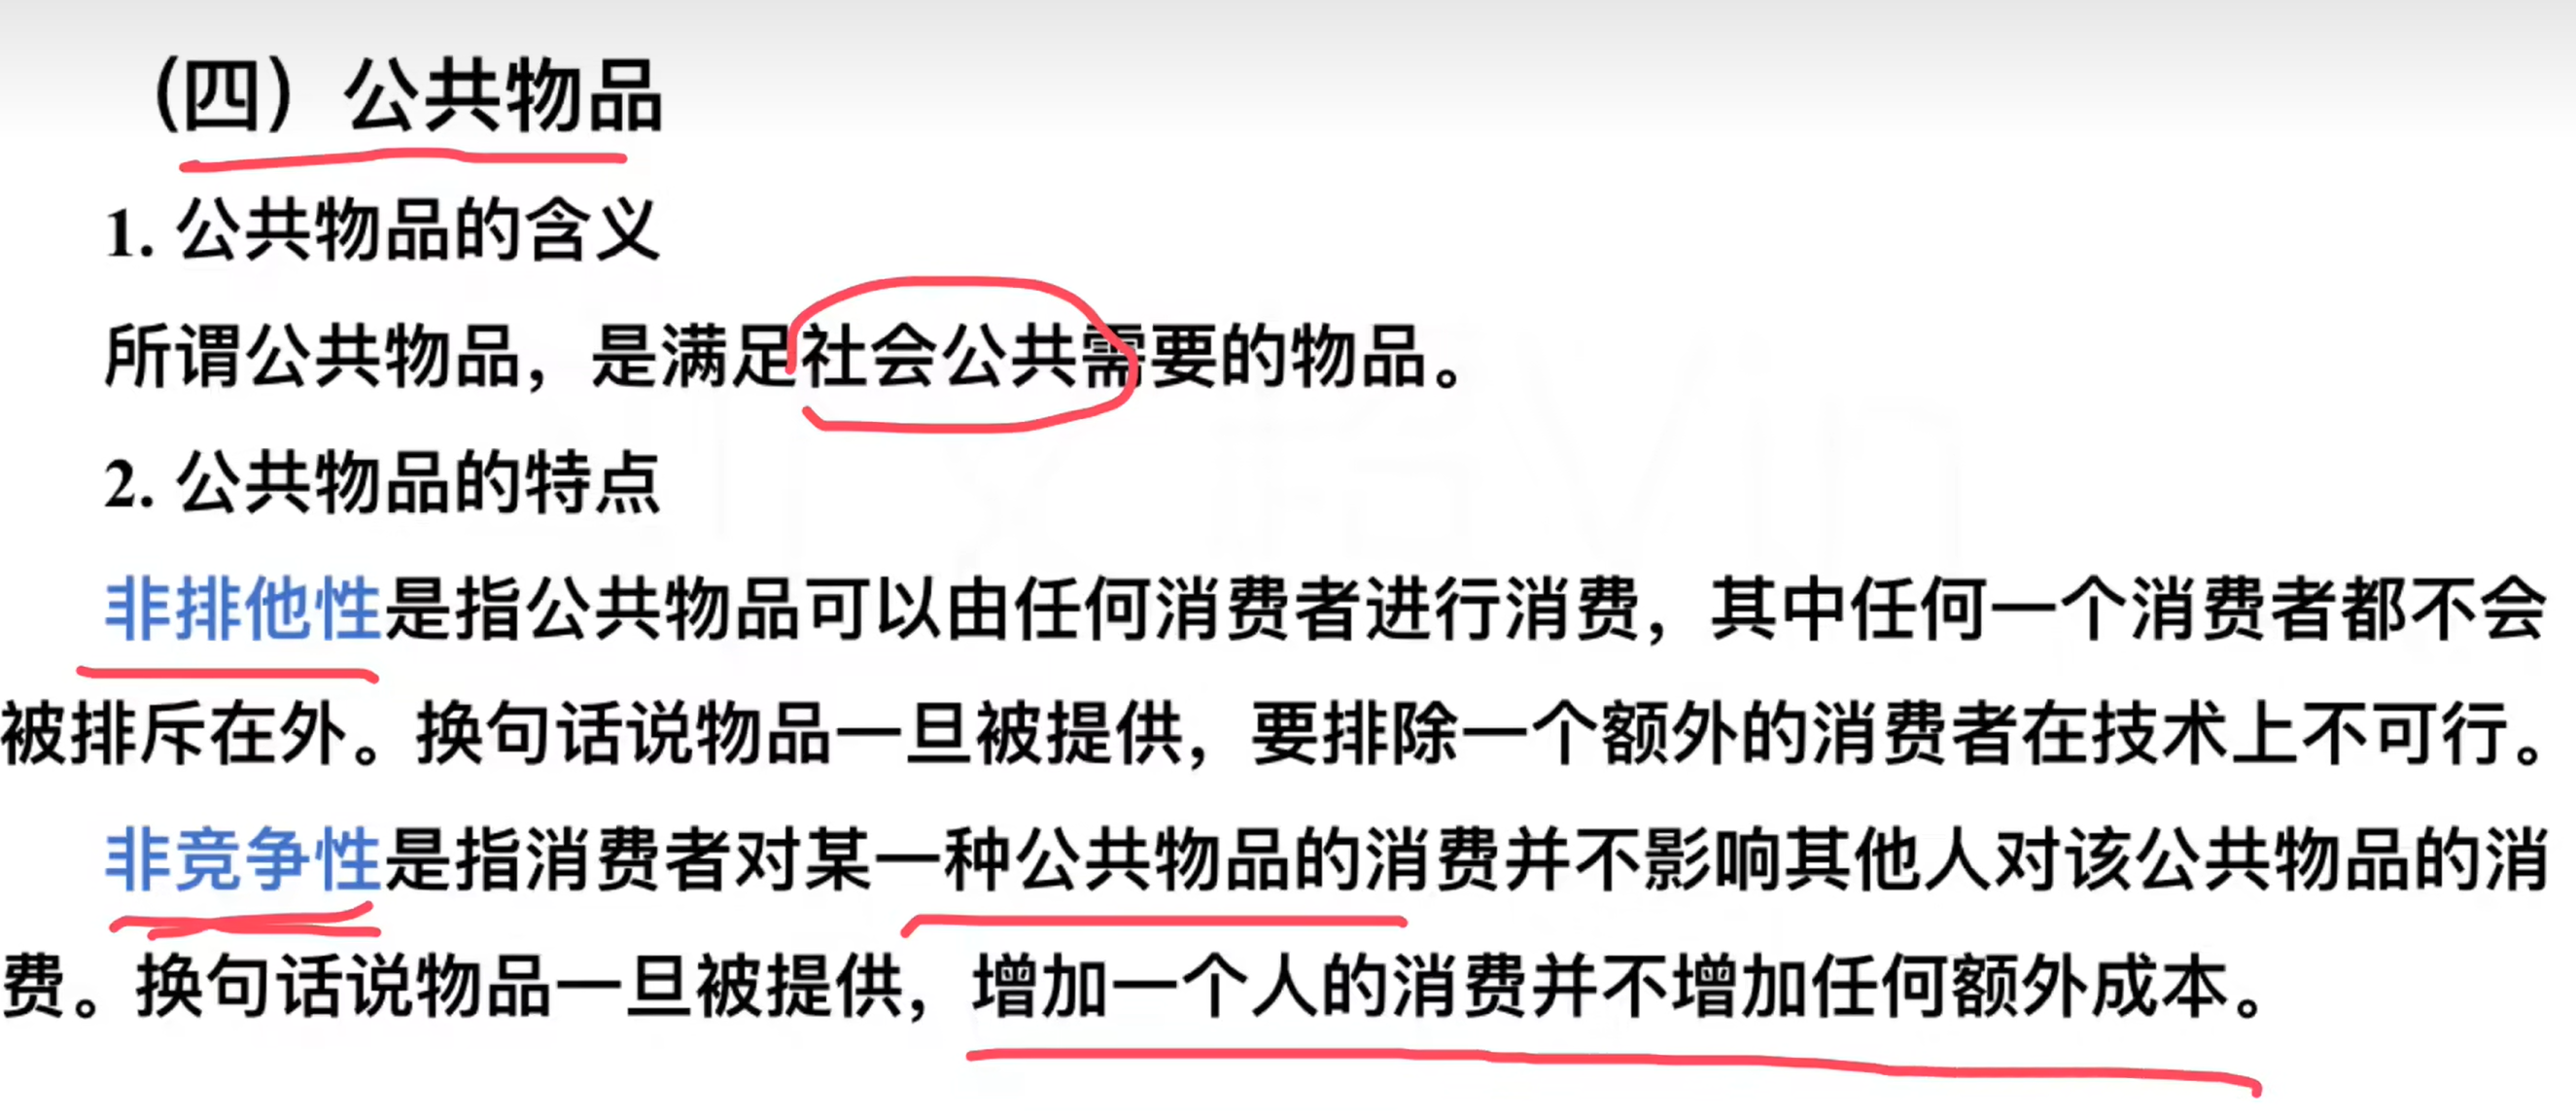 （四）公共物品
1. 公共物品的含义
所谓公共物品，是满足社会公共需要的物品。
2. 公共物品的特点
非排他性是指公共物品可以由任何消费者进行消费，其中任何一个消费者都不会
被排斥在外。换句话说物品一旦被提供，要排除一个额外的消费者在技术上不可行。
非竞争性是指消费者对某一种公共物品的消费并不影响其他人对该公共物品的消
费。换句话说物品一旦被提供，增加一个人的消费并不增加任何额外成本。